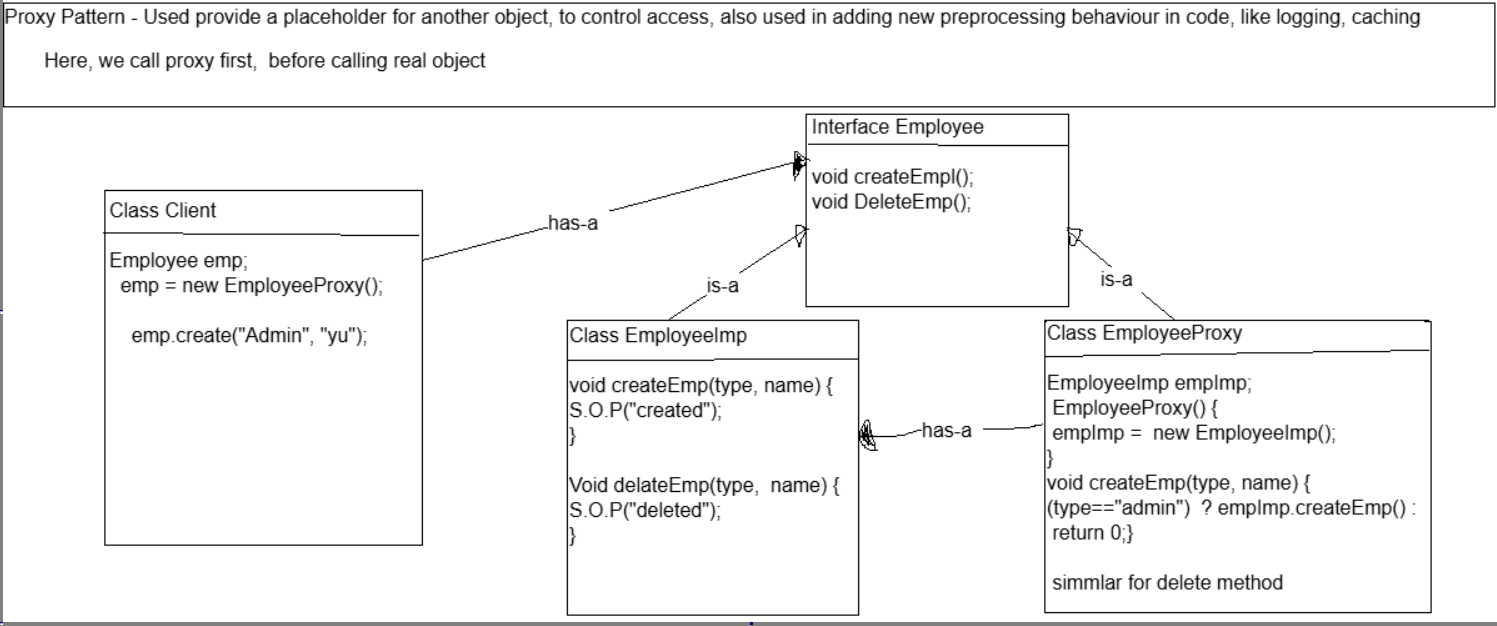 Proxy Pattern - Used provide a placeholder for another object, to control access, also used in adding new preprocessing behaviour in code, like logging, caching
Here, we call proxy first, before calling real object
Interface Employee
void createEmpl();
void DeleteEmp();
Class Client
Employee emp;
emp = new EmployeeProxy();
emp.create("Admin", "yu");
has-a
is-a
is-a
Class EmployeeImp
void createEmp(type, name) {
S.O.P("created");
}
Void delateEmp(type, name) {
S.O.P("deleted");
}
has-a
Class EmployeeProxy
EmployeeImp empImp;
EmployeeProxy() {
empImp = new EmployeeImp();
}
void createEmp(type, name) {
(type=="admin") ? empImp.createEmp() :
return 0;}
simmlar for delete method